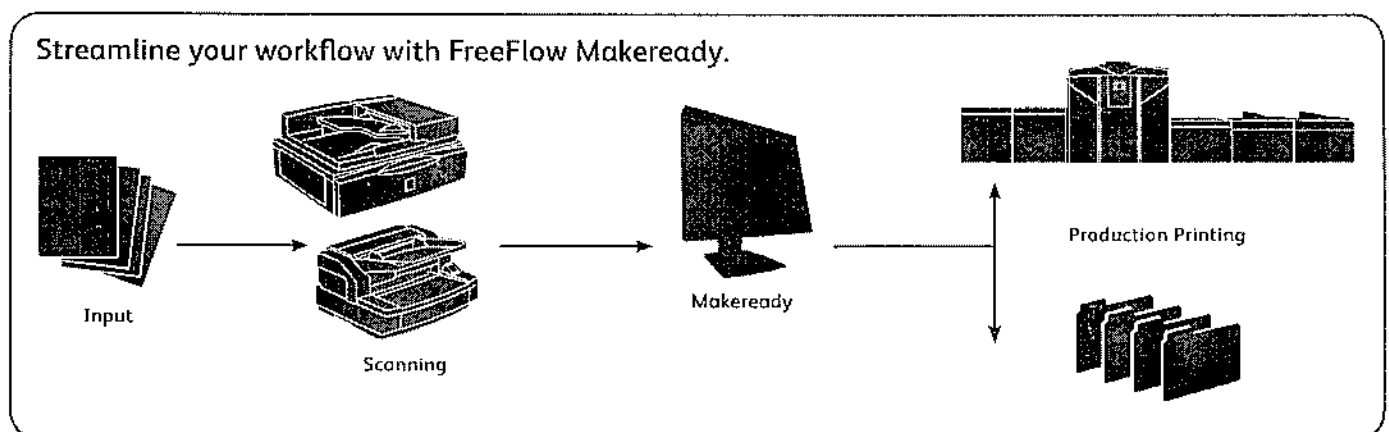 Streamline your workflow with FreeFlow Makeready.
Input
Scanning
Makeready
Production Printing